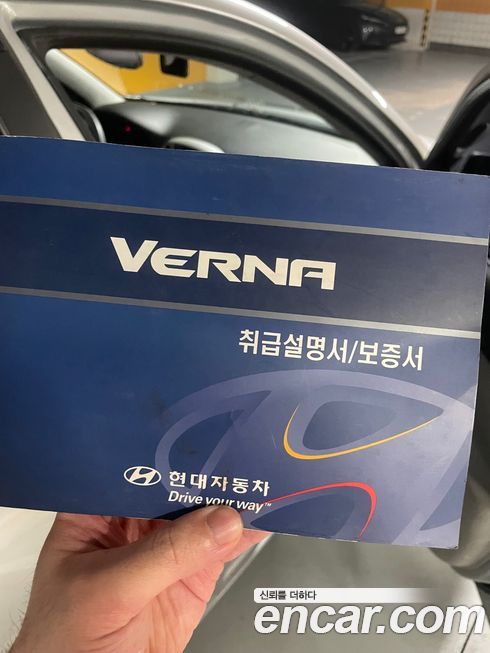 VERNA
취급설명서/보증서
현대자동차
Drive your way™
신뢰를 더하다
encar.com